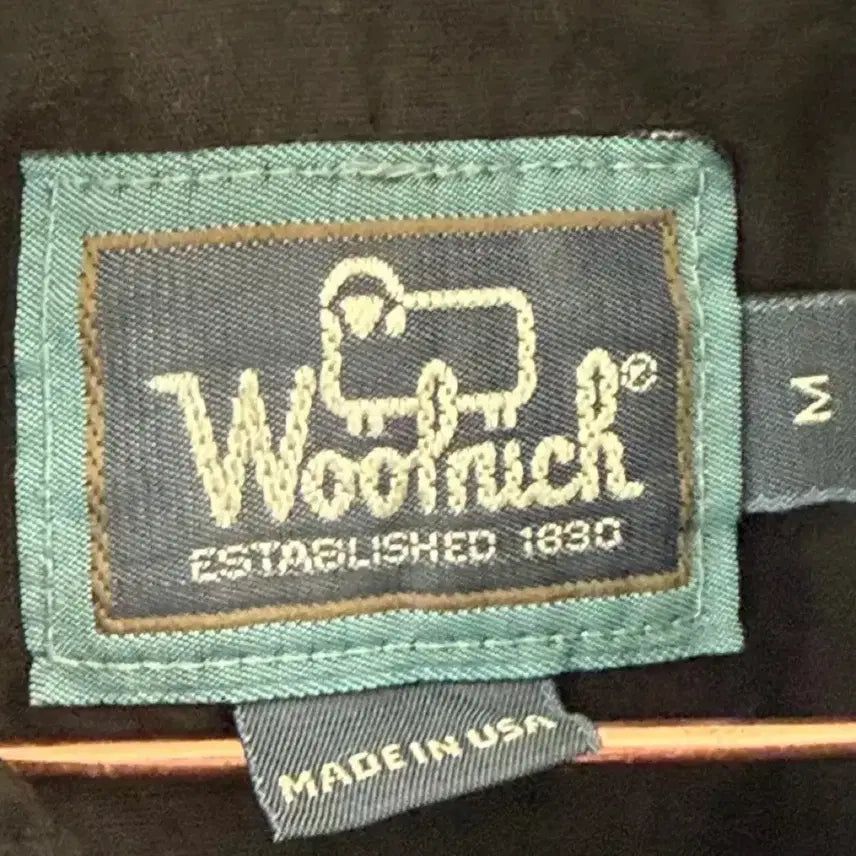 Woolrich®
ESTABLISHED 1830
M
MADE IN USA